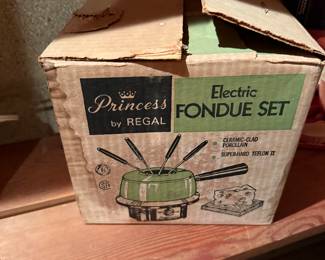 Princess
by REGAL
Electric
FONDUE SET
CERAMIC-CLAD
PORCELAIN
SUPERHARD TEFLON II